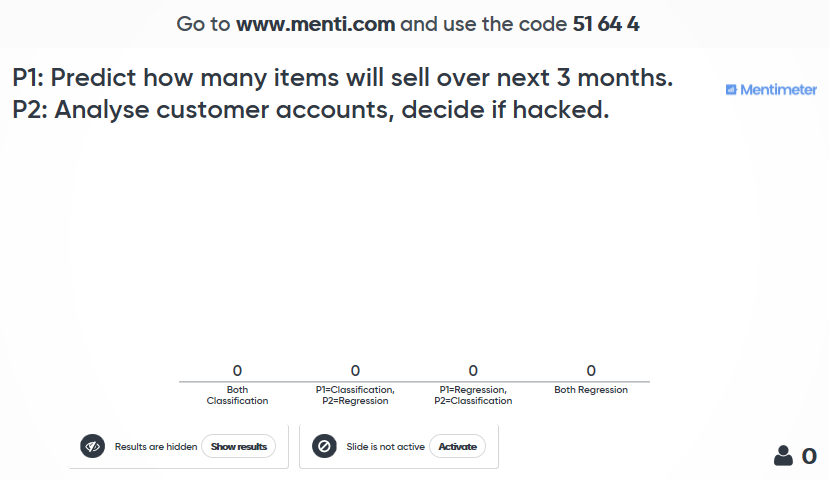 Go to www.menti.com and use the code 51 64 4
P1: Predict how many items will sell over next 3 months.
P2: Analyse customer accounts, decide if hacked.
Mentimeter
0 0 0 0
Both Classification
P1=Classification, P2=Regression
P1=Regression, P2=Classification
Both Regression
Results are hidden Show results
Slide is not active Activate
0